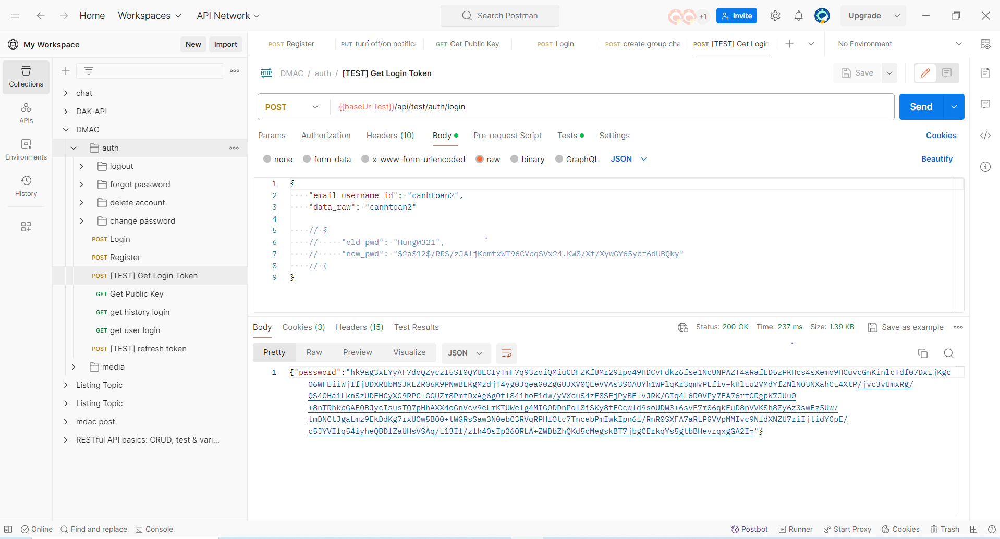 Home Workspaces API Network Search Postman +1 Invite Upgrade
My Workspace New Import
POST Register PUT turn off/on notifica GET Get Public Key POST Login POST create group cha POST [TEST] Get Login No Environment
Collections
APIs
Environments
History
chat
DAK-API
DMAC
auth
logout
forgot password
delete account
change password
POST Login
POST Register
POST [TEST] Get Login Token
GET Get Public Key
GET get history login
GET get user login
POST [TEST] refresh token
media
Listing Topic
Listing Topic
mdac post
RESTful API basics: CRUD, test & vari...
HTTP DMAC / auth / [TEST] Get Login Token Save
POST {{baseUrlTest}}/api/test/auth/login Send
Params Authorization Headers (10) Body Pre-request Script Tests Settings Cookies
none form-data x-www-form-urlencoded raw binary GraphQL JSON Beautify
1 {
2 "email_username_id": "canhtoan2",
3 "data_raw": "canhtoan2"
4
5 // {
6 // "old_pwd": "Hung@321",
7 // "new_pwd": "$2a$12$/RRS/zJAljKomtxWT96CVeqSVx24.KW8/Xf/XywGY65yef6dUBQky"
8 // }
9 }
Body Cookies (3) Headers (15) Test Results Status: 200 OK Time: 237 ms Size: 1.39 KB Save as example
Pretty Raw Preview Visualize JSON
1 {"password":"hk9ag3xLYyAF7doQZyczI5SI0QYUECIyTmF7q93zoiQMiuCDFZKfUMr29Ipo49HDCvFdkz6fse1NcUNPAZT4aRafED5zPKHcs4sXemo9HCuvcGnKinlcTdf07DxLjKgc
O6WFEiiWjIfjUDXRUbMSJKLZR06K9PNwBEKgMzdjT4yg0JqeaG0ZgGUJXV0QEeVVAs3SOAUYh1WPlqKr3qmvPLfiv+kHlLu2VMdYfZNlNO3NXahCL4XtP/jvc3vUmxRg/
QS4OHa1LknSzUDEHCyXG9RPC+GGUZr8PmtDxAg6gOtl841hoE1dw/yVXcuS4zF8SEjPyBF+vJRK/GIq4L6R0VPy7FA76rfGRgpK7JUu0
+8nTRhkcGAEQBJycIsusTQ7pHhAXX4eGnVcv9eLrKTUWelg4MIGODDnPol8iSKy8tECcwld9soUDW3+6svF7r06qkFuD8nVVKSh8Zy6z3swEz5Uw/
tmDNCtJgaLmz9EkDdKg7rxUOw5BO0+tWGRsSaw3N0ebC3RVqRPHfOtc7TncebPmIwkIpn6f/RnR0SXFA7aRLPGVVpMMIvc9NfdXNZU7riIjtidYCpE/
c5JYVIlq54iyheQBDlZaUHsVSAq/L13If/zlh4OsIp26ORLA+ZWDbZhQKd5cMegskBT7jbgCErkqYs5gtbBHevrqxgGA2I="}
Online Find and replace Console Postbot Runner Start Proxy Cookies Trash